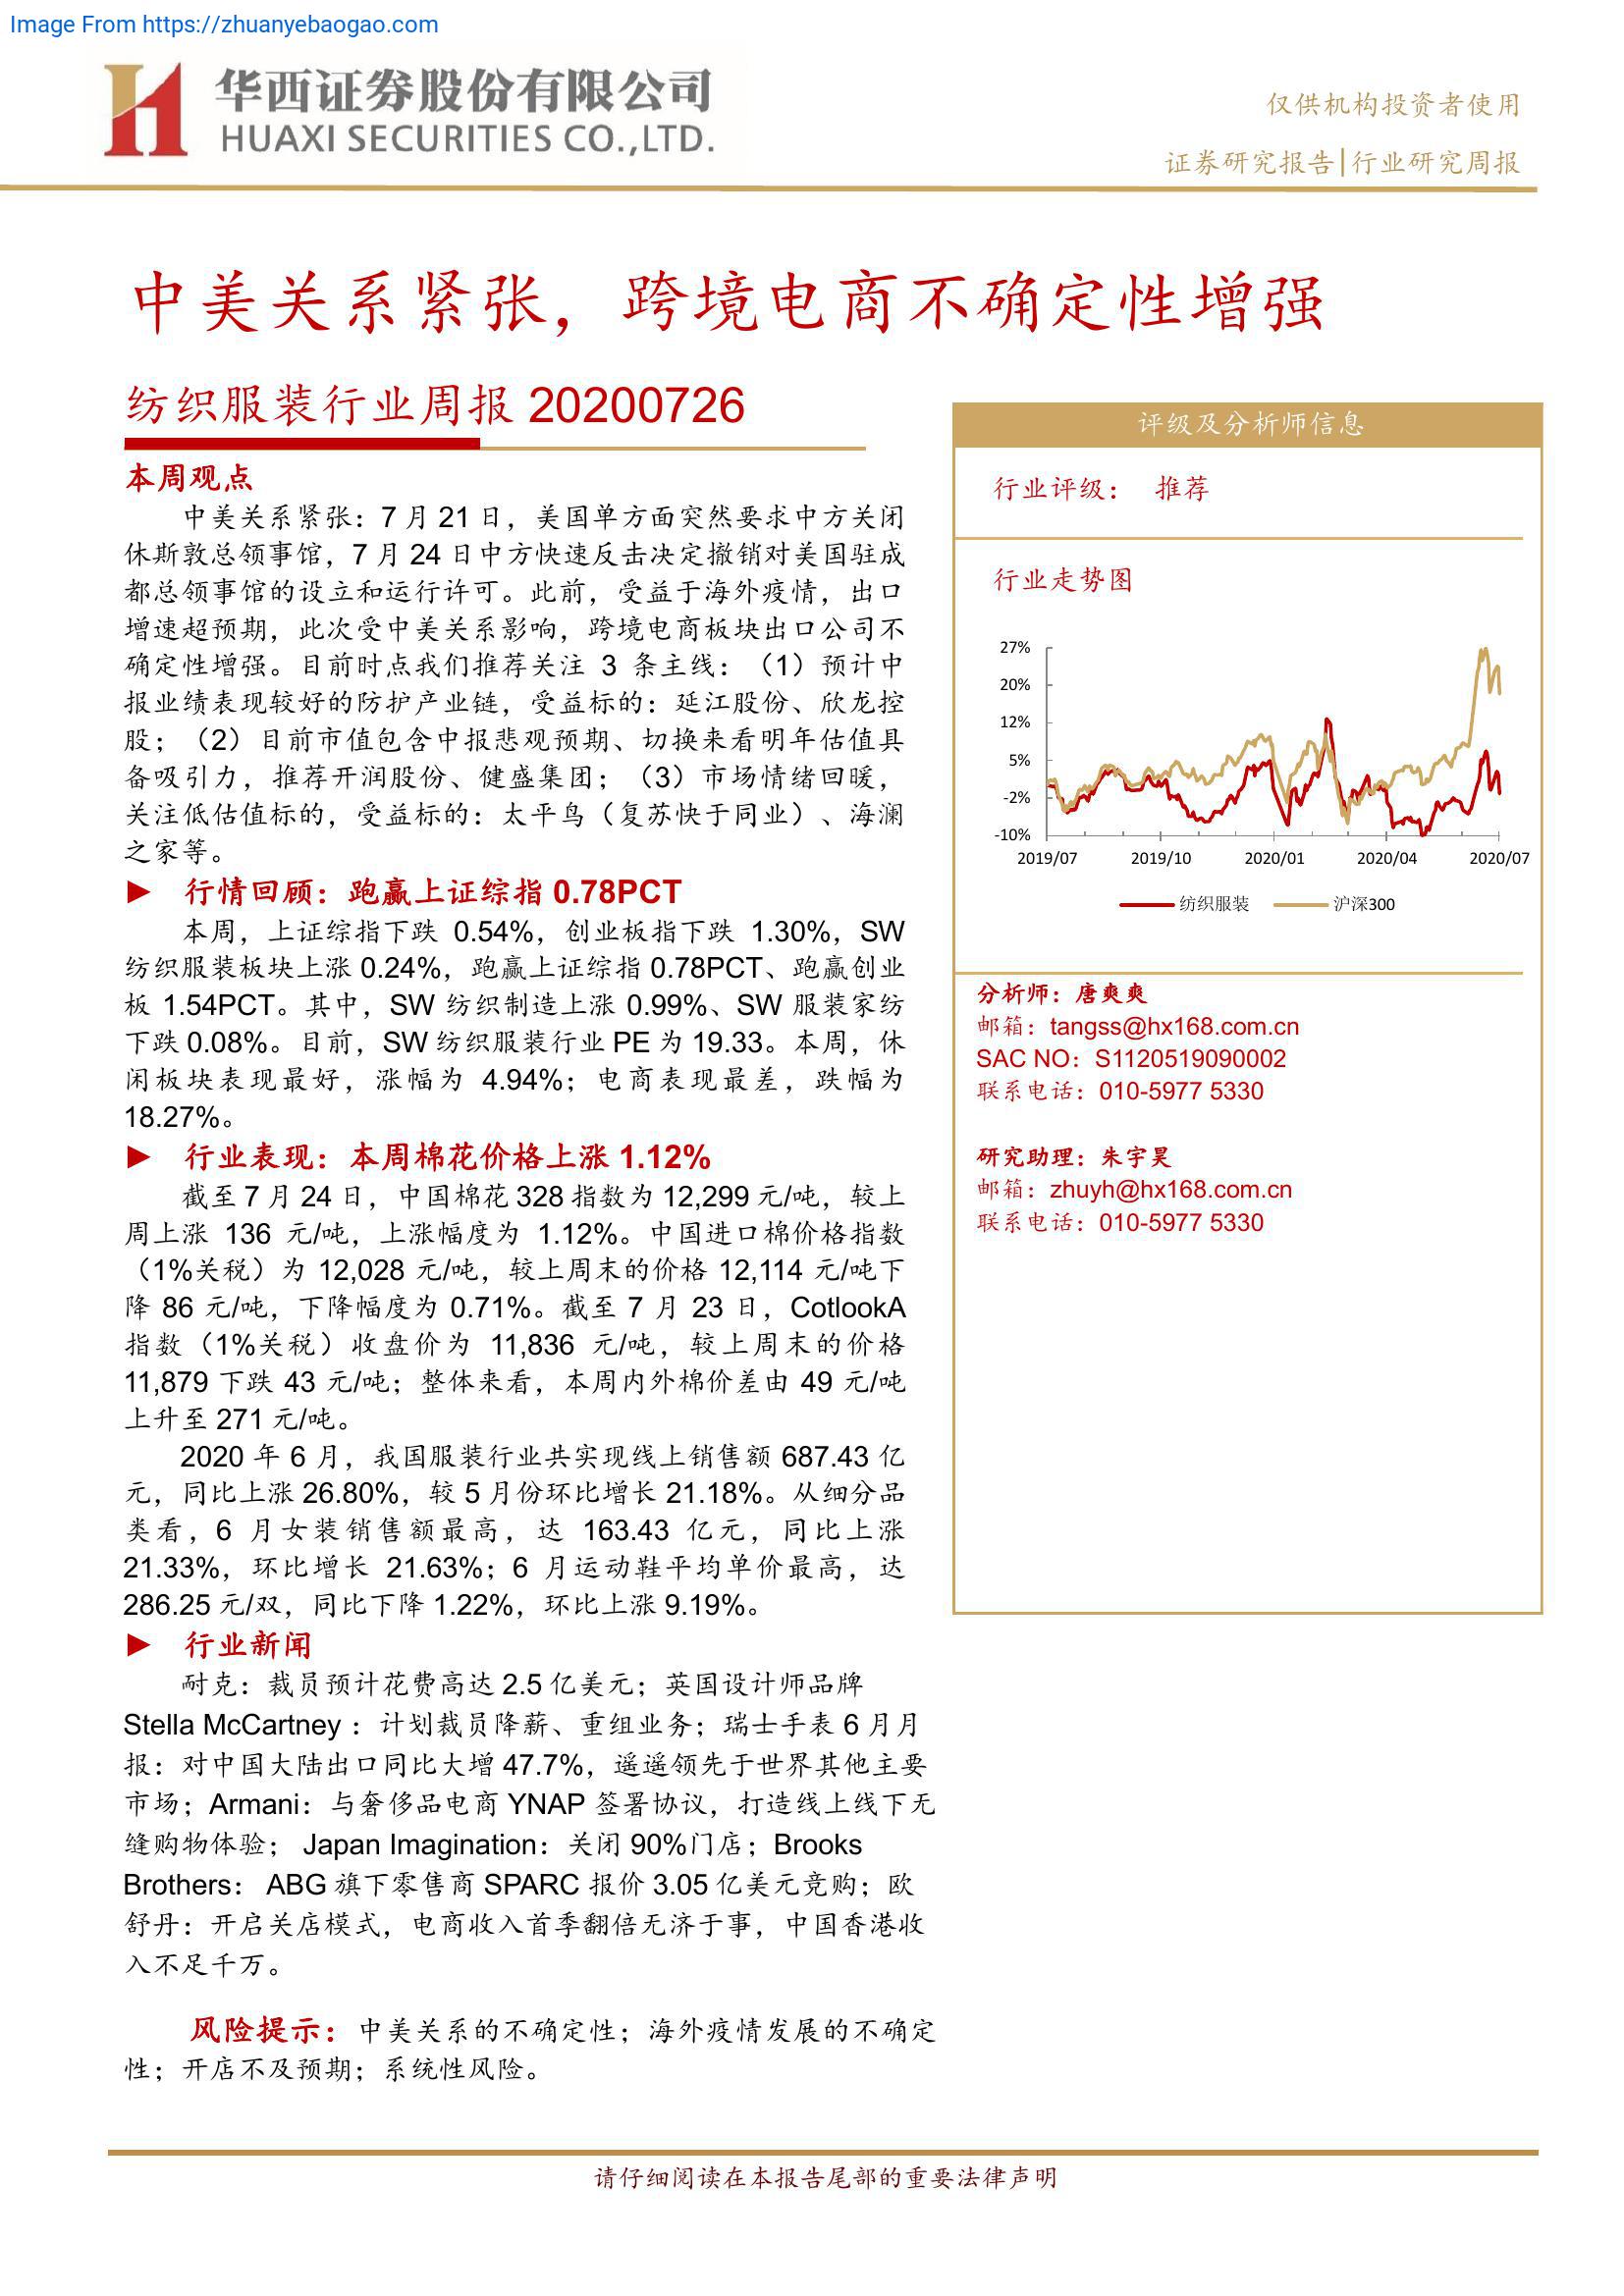 Image From https://zhuanyebaogao.com
华西证券股份有限公司
HUAXI SECURITIES CO.,LTD.
仅供机构投资者使用
证券研究报告|行业研究周报
中美关系紧张，跨境电商不确定性增强
纺织服装行业周报 20200726
本周观点
中美关系紧张：7 月 21 日，美国单方面突然要求中方关闭
休斯敦总领事馆，7 月 24 日中方快速反击决定撤销对美国驻成
都总领事馆的设立和运行许可。此前，受益于海外疫情，出口
增速超预期，此次受中美关系影响，跨境电商板块出口公司不
确定性增强。目前时点我们推荐关注 3 条主线：（1）预计中
报业绩表现较好的防护产业链，受益标的：延江股份、欣龙控
股；（2）目前市值包含中报悲观预期、切换来看明年估值具
备吸引力，推荐开润股份、健盛集团；（3）市场情绪回暖，
关注低估值标的，受益标的：太平鸟（复苏快于同业）、海澜
之家等。
► 行情回顾：跑赢上证综指 0.78PCT
本周，上证综指下跌 0.54%，创业板指下跌 1.30%，SW
纺织服装板块上涨 0.24%，跑赢上证综指 0.78PCT、跑赢创业
板 1.54PCT。其中，SW 纺织制造上涨 0.99%、SW 服装家纺
下跌 0.08%。目前，SW 纺织服装行业 PE 为 19.33。本周，休
闲板块表现最好，涨幅为 4.94%；电商表现最差，跌幅为
18.27%。
► 行业表现：本周棉花价格上涨 1.12%
截至 7 月 24 日，中国棉花 328 指数为 12,299 元/吨，较上
周上涨 136 元/吨，上涨幅度为 1.12%。中国进口棉价格指数
（1%关税）为 12,028 元/吨，较上周末的价格 12,114 元/吨下
降 86 元/吨，下降幅度为 0.71%。截至 7 月 23 日，CotlookA
指数（1%关税）收盘价为 11,836 元/吨，较上周末的价格
11,879 下跌 43 元/吨；整体来看，本周内外棉价差由 49 元/吨
上升至 271 元/吨。
2020 年 6 月，我国服装行业共实现线上销售额 687.43 亿
元，同比上涨 26.80%，较 5 月份环比增长 21.18%。从细分品
类看，6 月女装销售额最高，达 163.43 亿元，同比上涨
21.33%，环比增长 21.63%；6 月运动鞋平均单价最高，达
286.25 元/双，同比下降 1.22%，环比上涨 9.19%。
► 行业新闻
耐克：裁员预计花费高达 2.5 亿美元；英国设计师品牌
Stella McCartney ：计划裁员降薪、重组业务；瑞士手表 6 月月
报：对中国大陆出口同比大增 47.7%，遥遥领先于世界其他主要
市场；Armani：与奢侈品电商 YNAP 签署协议，打造线上线下无
缝购物体验； Japan Imagination：关闭 90%门店；Brooks
Brothers： ABG 旗下零售商 SPARC 报价 3.05 亿美元竞购；欧
舒丹：开启关店模式，电商收入首季翻倍无济于事，中国香港收
入不足千万。
风险提示：中美关系的不确定性；海外疫情发展的不确定
性；开店不及预期；系统性风险。
评级及分析师信息
行业评级： 推荐
行业走势图
27%
20%
12%
5%
-2%
-10%
2019/07 2019/10 2020/01 2020/04 2020/07
纺织服装 沪深300
分析师：唐爽爽
邮箱：tangss@hx168.com.cn
SAC NO：S1120519090002
联系电话：010-5977 5330
研究助理：朱宇昊
邮箱：zhuyh@hx168.com.cn
联系电话：010-5977 5330
请仔细阅读在本报告尾部的重要法律声明